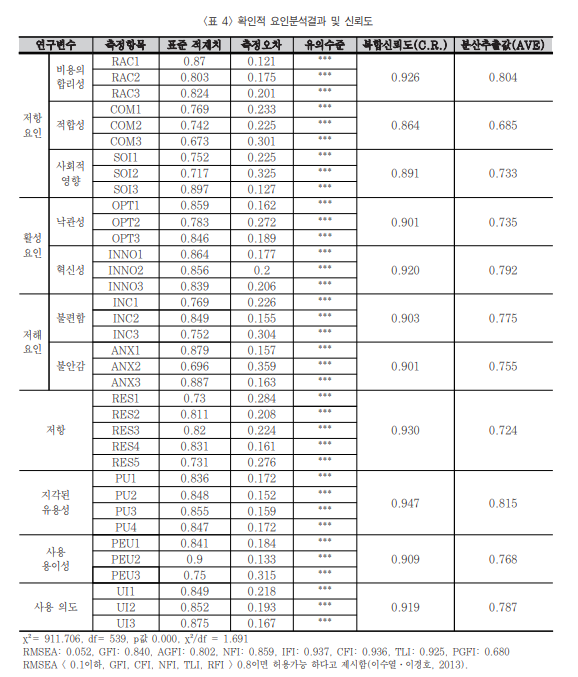 〈표 4〉 확인적 요인분석결과 및 신뢰도
연구변수 측정항목 표준 적재치 측정오차 유의수준 복합신뢰도(C.R.) 분산추출값(AVE)
저항 요인 비용의 합리성 RAC1 0.87 0.121 *** 0.926 0.804
RAC2 0.803 0.175 ***
RAC3 0.824 0.201 ***
적합성 COM1 0.769 0.233 *** 0.864 0.685
COM2 0.742 0.225 ***
COM3 0.673 0.301 ***
사회적 영향 SOI1 0.752 0.225 *** 0.891 0.733
SOI2 0.717 0.325 ***
SOI3 0.897 0.127 ***
활성 요인 낙관성 OPT1 0.859 0.162 *** 0.901 0.735
OPT2 0.783 0.272 ***
OPT3 0.846 0.189 ***
혁신성 INNO1 0.864 0.177 *** 0.920 0.792
INNO2 0.856 0.2 ***
INNO3 0.839 0.206 ***
저해 요인 불편함 INC1 0.769 0.226 *** 0.903 0.775
INC2 0.849 0.155 ***
INC3 0.752 0.304 ***
불안감 ANX1 0.879 0.157 *** 0.901 0.755
ANX2 0.696 0.359 ***
ANX3 0.887 0.163 ***
저항 RES1 0.73 0.284 *** 0.930 0.724
RES2 0.811 0.208 ***
RES3 0.82 0.224 ***
RES4 0.831 0.161 ***
RES5 0.731 0.276 ***
지각된 유용성 PU1 0.836 0.172 *** 0.947 0.815
PU2 0.848 0.152 ***
PU3 0.855 0.159 ***
PU4 0.847 0.172 ***
사용 용이성 PEU1 0.841 0.184 *** 0.909 0.768
PEU2 0.9 0.133 ***
PEU3 0.75 0.315 ***
사용 의도 UI1 0.849 0.218 *** 0.919 0.787
UI2 0.852 0.193 ***
UI3 0.875 0.167 ***
χ²= 911.706, df= 539, p값 0.000, χ²/df = 1.691
RMSEA: 0.052, GFI: 0.840, AGFI: 0.802, NFI: 0.859, IFI: 0.937, CFI: 0.936, TLI: 0.925, PGFI: 0.680
RMSEA < 0.1이하, GFI, CFI, NFI, TLI, RFI > 0.8이면 허용가능 하다고 제시함(이수열·이경호, 2013).